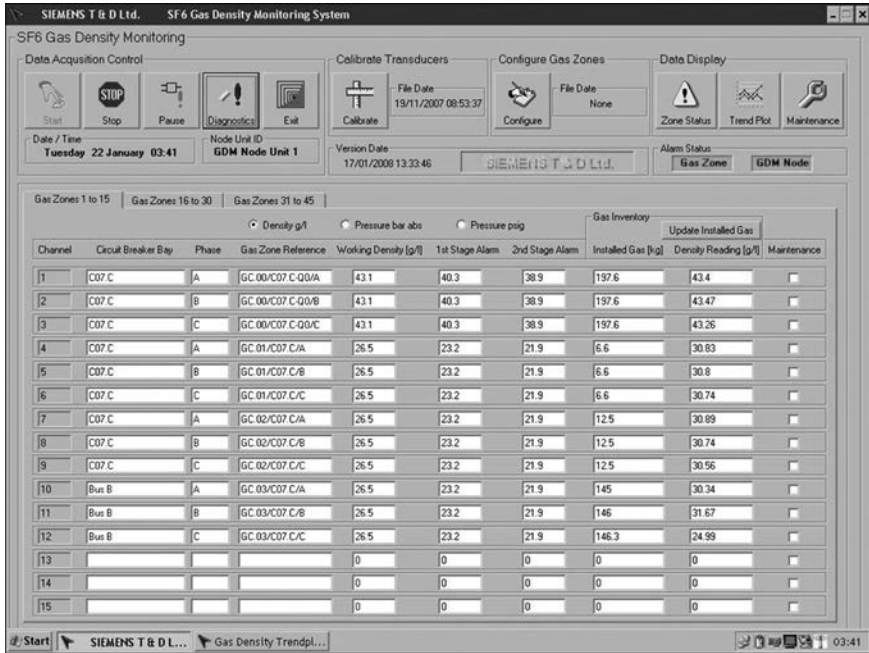 SIEMENS T & D Ltd. SF6 Gas Density Monitoring System
SF6 Gas Density Monitoring
Data Acqusition Control
Start
Stop
Pause
Diagnostics
Exit
STOP
Calibrate Transducers
Calibrate
File Date
19/11/2007 08:53:37
Configure Gas Zones
Configure
File Date
None
Data Display
Zone Status
Trend Plot
Maintenance
Date / Time
Tuesday 22 January 03:41
Node Unit ID
GDM Node Unit 1
Version Date
17/01/2008 13:33:46
SIEMENS T & D Ltd.
Alarm Status
Gas Zone
GDM Node
Gas Zones 1 to 15
Gas Zones 16 to 30
Gas Zones 31 to 45
Density g/l
Pressure bar abs
Pressure psig
Gas Inventory
Update Installed Gas
Channel Circuit Breaker Bay Phase Gas Zone Reference Working Density [g/l] 1st Stage Alarm 2nd Stage Alarm Installed Gas [kg] Density Reading [g/l] Maintenance
1 C07.C A GC.00/C07.C-Q0/A 43.1 40.3 38.9 197.6 43.4
2 C07.C B GC.00/C07.C-Q0/B 43.1 40.3 38.9 197.6 43.47
3 C07.C C GC.00/C07.C-Q0/C 43.1 40.3 38.9 197.6 43.26
4 C07.C A GC.01/C07.C/A 26.5 23.2 21.9 6.6 30.83
5 C07.C B GC.01/C07.C/B 26.5 23.2 21.9 6.6 30.8
6 C07.C C GC.01/C07.C/C 26.5 23.2 21.9 6.6 30.74
7 C07.C A GC.02/C07.C/A 26.5 23.2 21.9 12.5 30.89
8 C07.C B GC.02/C07.C/B 26.5 23.2 21.9 12.5 30.74
9 C07.C C GC.02/C07.C/C 26.5 23.2 21.9 12.5 30.56
10 Bus B A GC.03/C07.C/A 26.5 23.2 21.9 145 30.34
11 Bus B B GC.03/C07.C/B 26.5 23.2 21.9 146 31.67
12 Bus B C GC.03/C07.C/C 26.5 23.2 21.9 146.3 24.99
13 0 0 0 0 0
14 0 0 0 0 0
15 0 0 0 0 0
Start
SIEMENS T & D L...
Gas Density Trendpl...
03:41